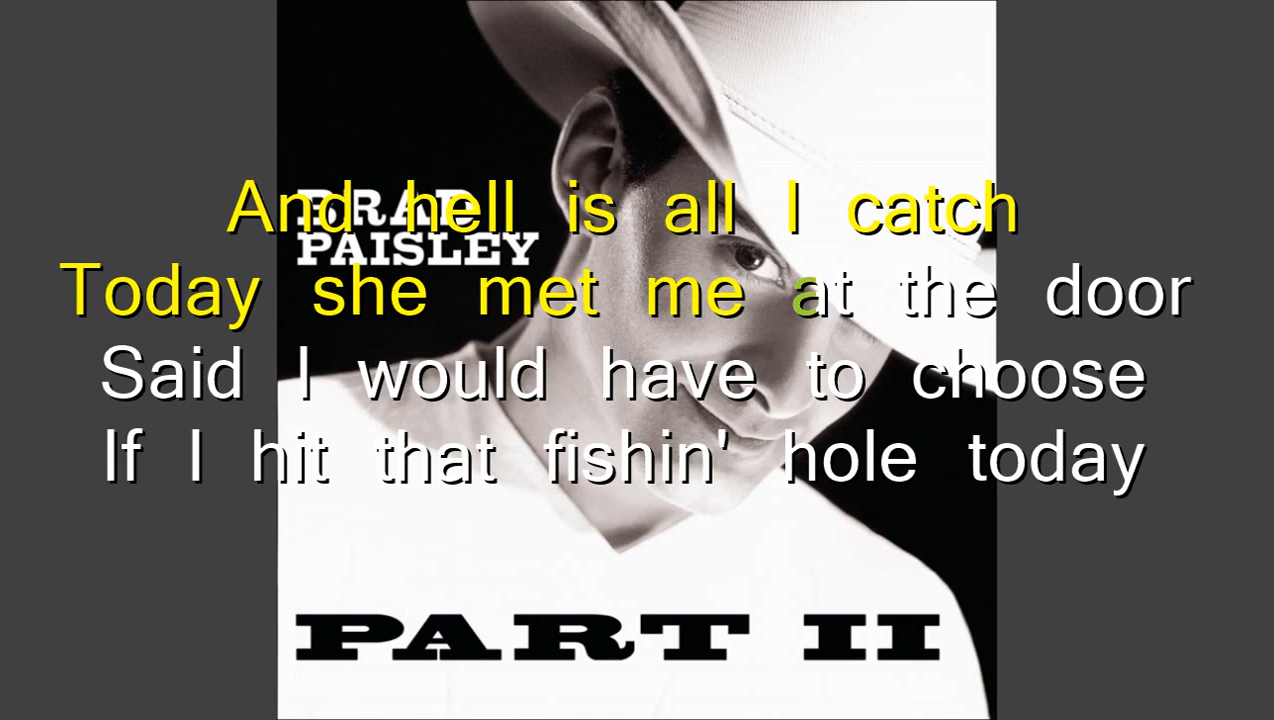 And hell is all I catch
BRAD
PAISLEY
Today she met me at the door
Said I would have to choose
If I hit that fishin' hole today
PART II